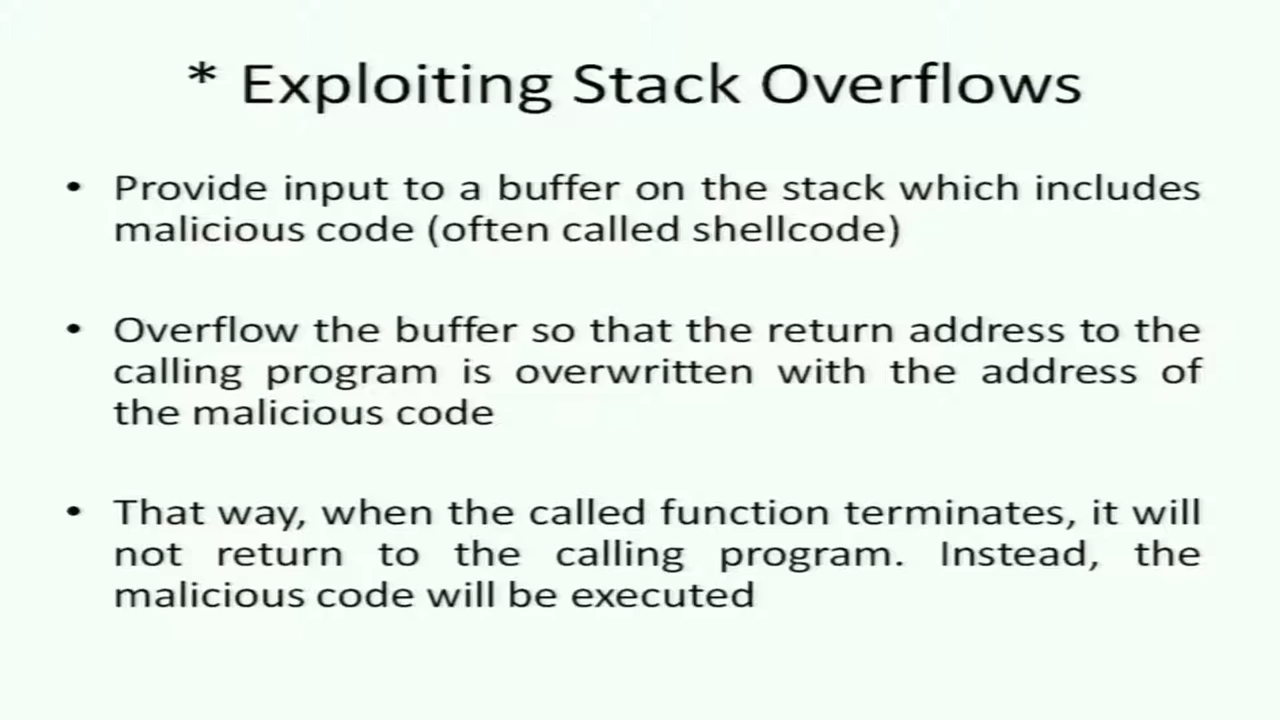 * Exploiting Stack Overflows
• Provide input to a buffer on the stack which includes
malicious code (often called shellcode)
• Overflow the buffer so that the return address to the
calling program is overwritten with the address of
the malicious code
• That way, when the called function terminates, it will
not return to the calling program. Instead, the
malicious code will be executed